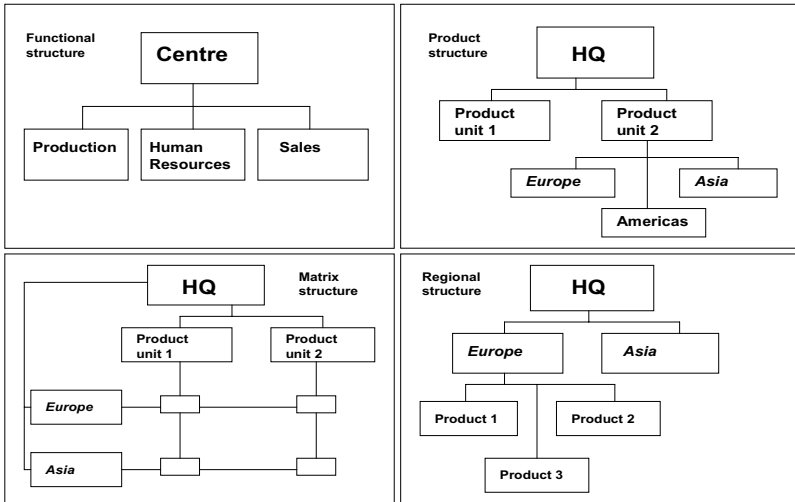 Functional
structure
Centre
Production
Human
Resources
Sales
Product
structure
HQ
Product
unit 1
Product
unit 2
Europe
Asia
Americas
HQ
Matrix
structure
Product
unit 1
Product
unit 2
Europe
Asia
Regional
structure
HQ
Europe
Asia
Product 1
Product 2
Product 3